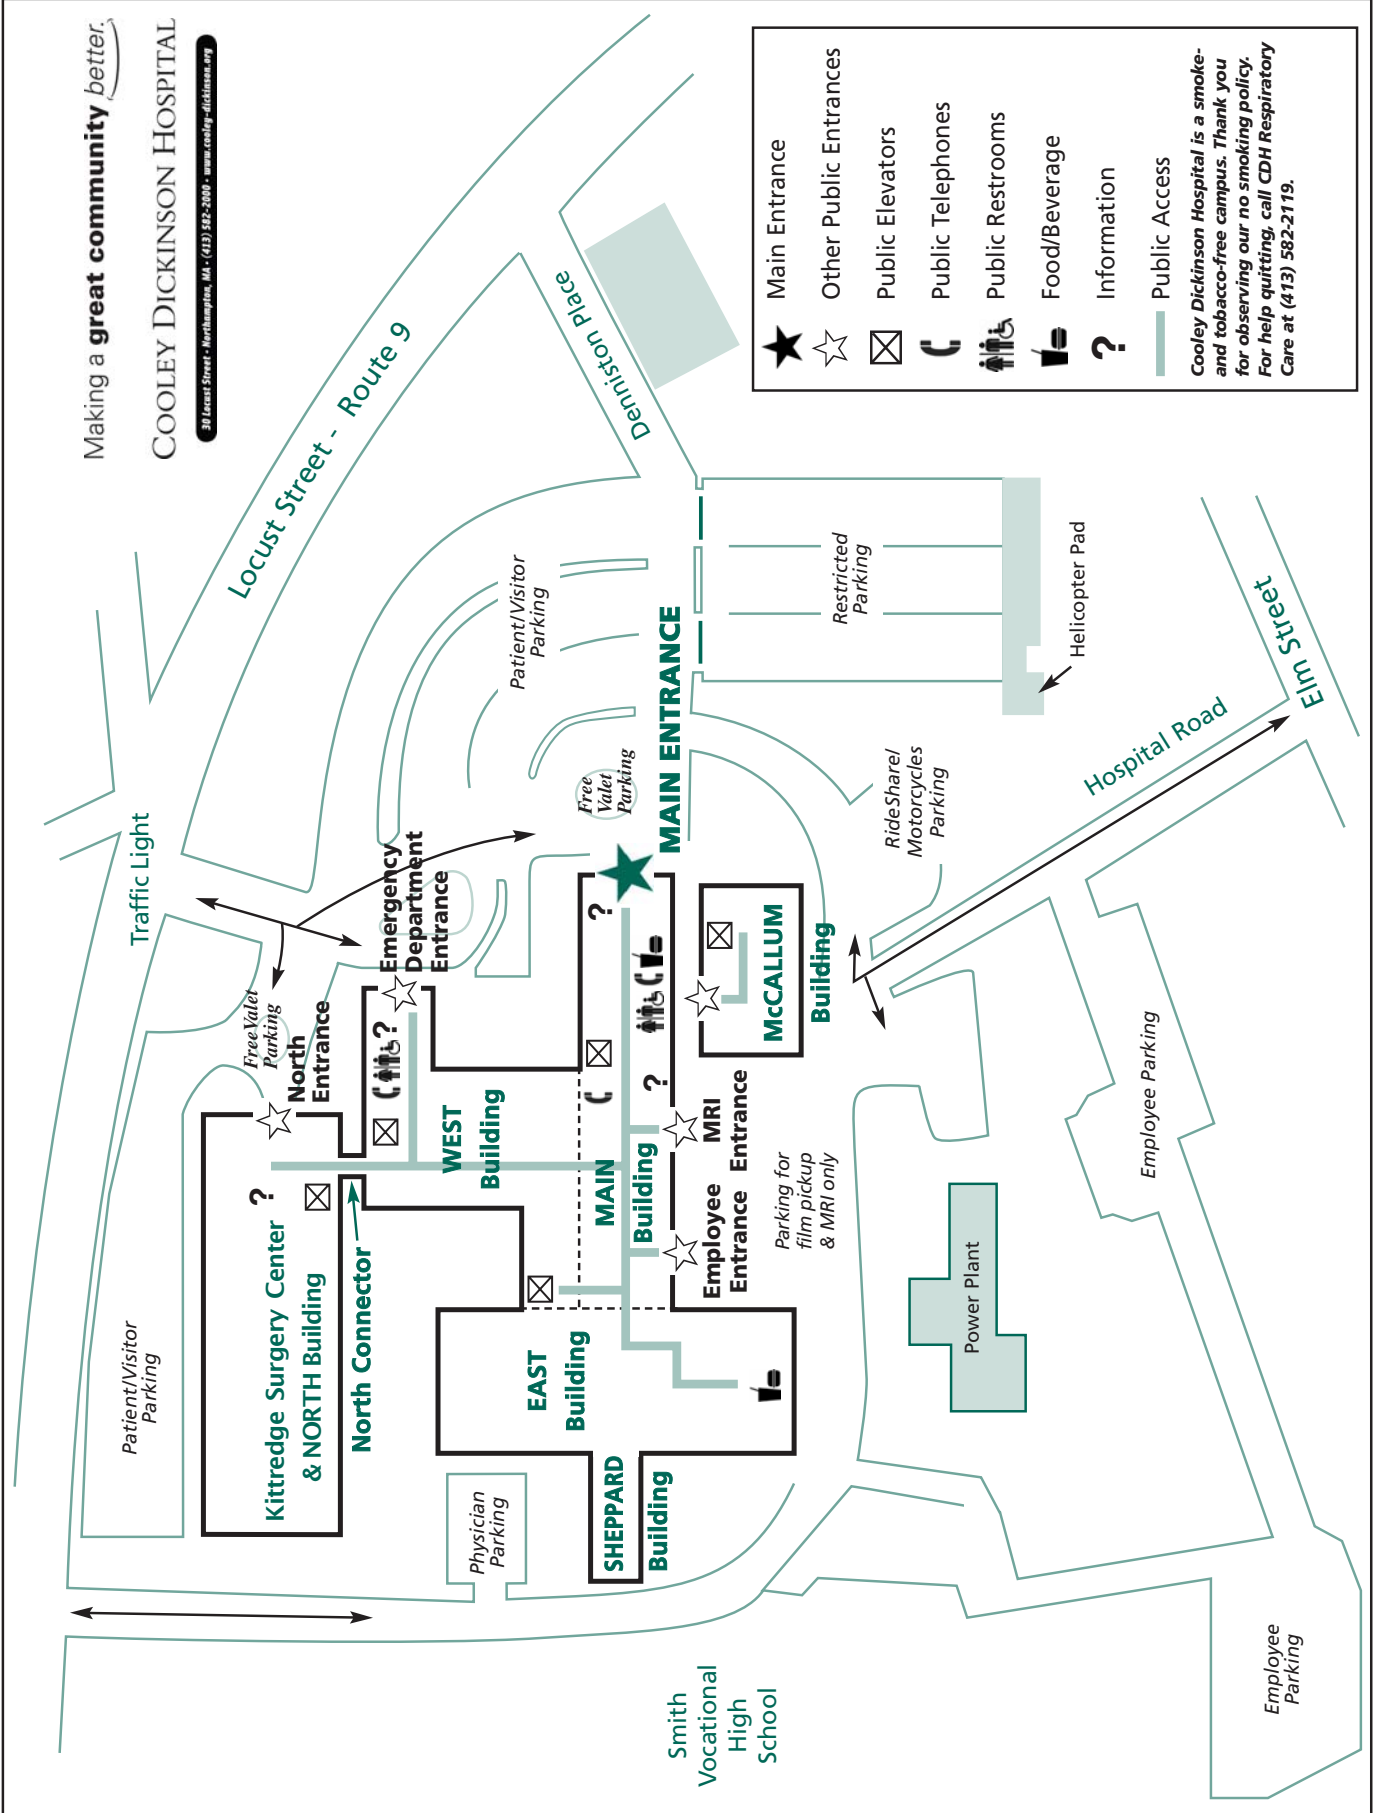 Making a great community better.
COOLEY DICKINSON HOSPITAL
30 Locust Street • Northampton, MA • (413) 582-2000 • www.cooley-dickinson.org
Locust Street - Route 9
Denniston Place
Traffic Light
Patient/Visitor
Parking
Free Valet
Parking
North
Entrance
Emergency
Department
Entrance
Patient/Visitor
Parking
Free
Valet
Parking
MAIN ENTRANCE
Restricted
Parking
Helicopter Pad
Elm Street
Hospital Road
RideShare/
Motorcycles
Parking
Kittredge Surgery Center
& NORTH Building
North Connector
?
?
WEST
Building
?
?
MAIN
Building
McCALLUM
Building
MRI
Entrance
Employee
Entrance
Parking for
film pickup
& MRI only
EAST
Building
SHEPPARD
Building
Physician
Parking
Power Plant
Employee Parking
Employee
Parking
Smith
Vocational
High
School
Main Entrance
Other Public Entrances
Public Elevators
Public Telephones
Public Restrooms
Food/Beverage
? Information
Public Access
Cooley Dickinson Hospital is a smoke-
and tobacco-free campus. Thank you
for observing our no smoking policy.
For help quitting, call CDH Respiratory
Care at (413) 582-2119.